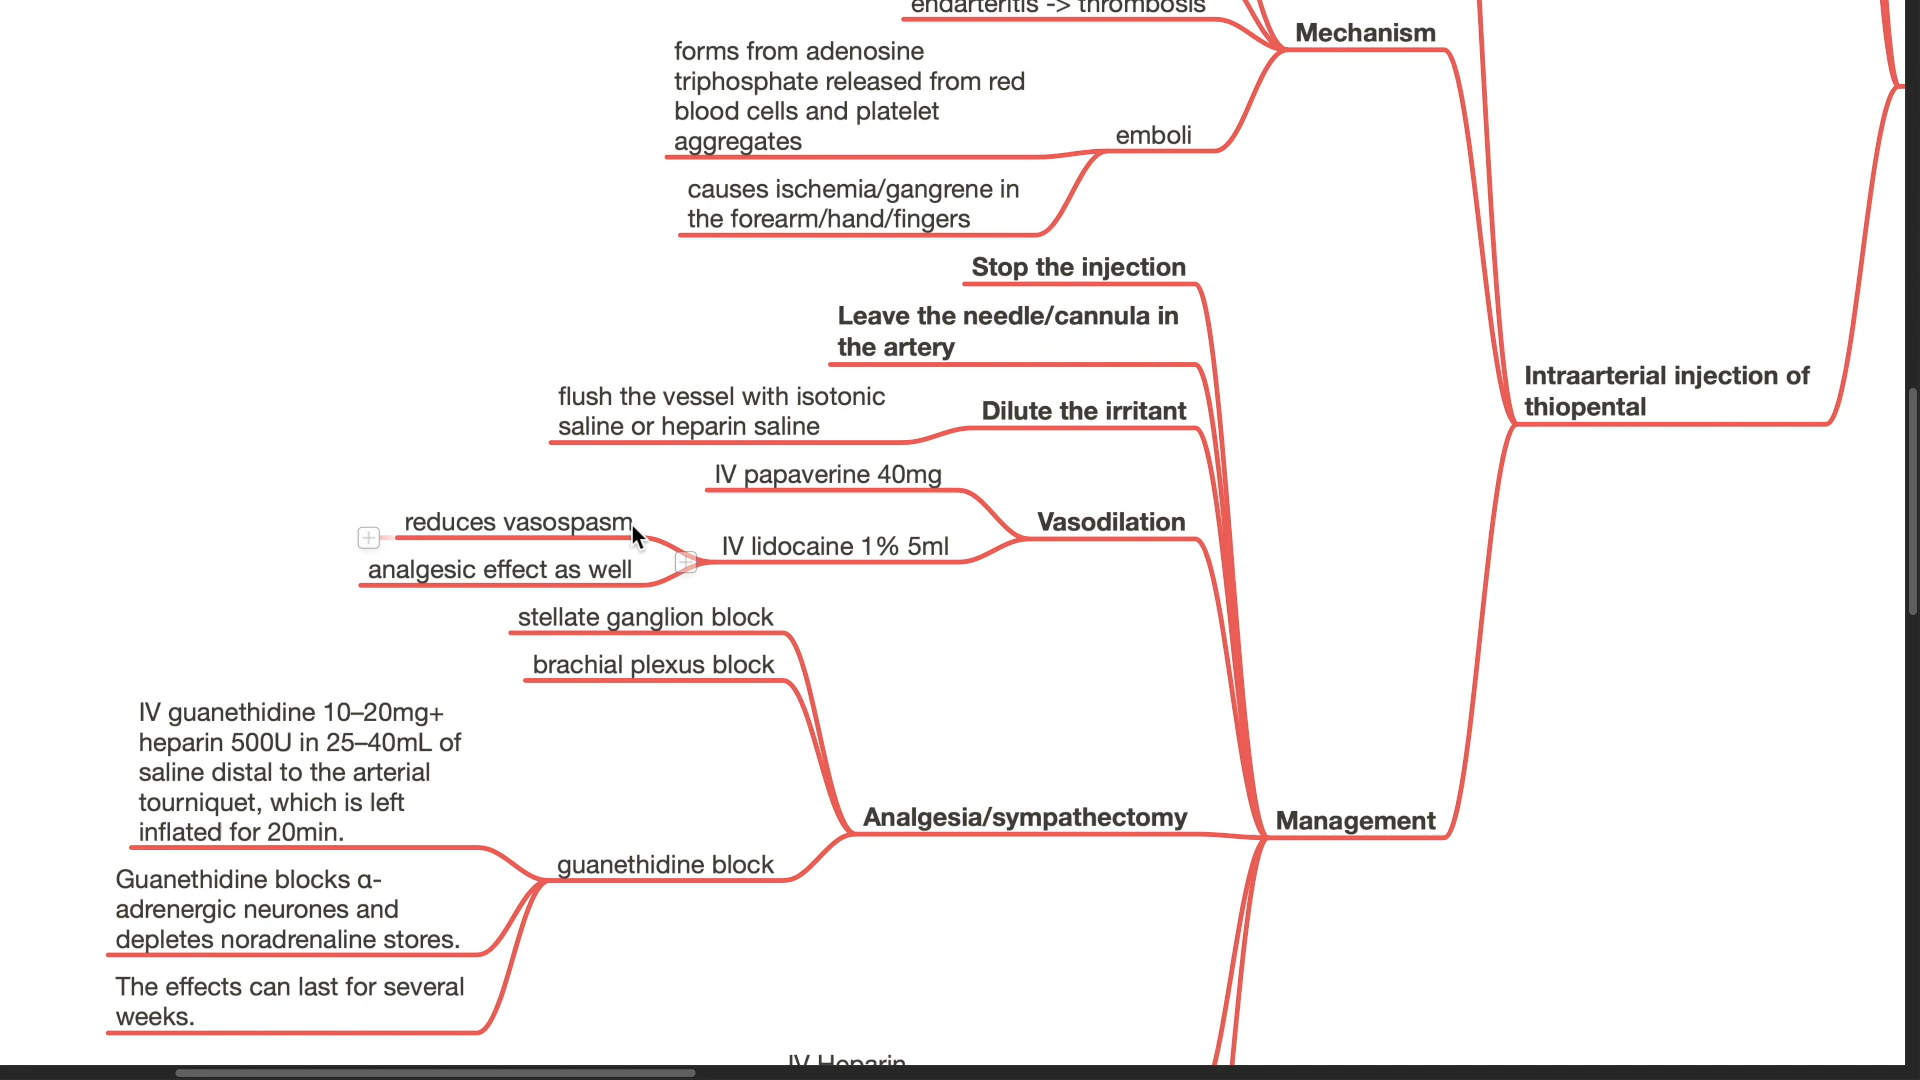 endarteritis -> thrombosis
Mechanism
forms from adenosine
triphosphate released from red
blood cells and platelet
aggregates
emboli
causes ischemia/gangrene in
the forearm/hand/fingers
Stop the injection
Leave the needle/cannula in
the artery
Intraarterial injection of
thiopental
flush the vessel with isotonic
saline or heparin saline
Dilute the irritant
IV papaverine 40mg
reduces vasospasm
Vasodilation
IV lidocaine 1% 5ml
analgesic effect as well
stellate ganglion block
brachial plexus block
IV guanethidine 10–20mg+
heparin 500U in 25–40mL of
saline distal to the arterial
tourniquet, which is left
inflated for 20min.
Analgesia/sympathectomy
Management
guanethidine block
Guanethidine blocks α-
adrenergic neurones and
depletes noradrenaline stores.
The effects can last for several
weeks.
IV Heparin